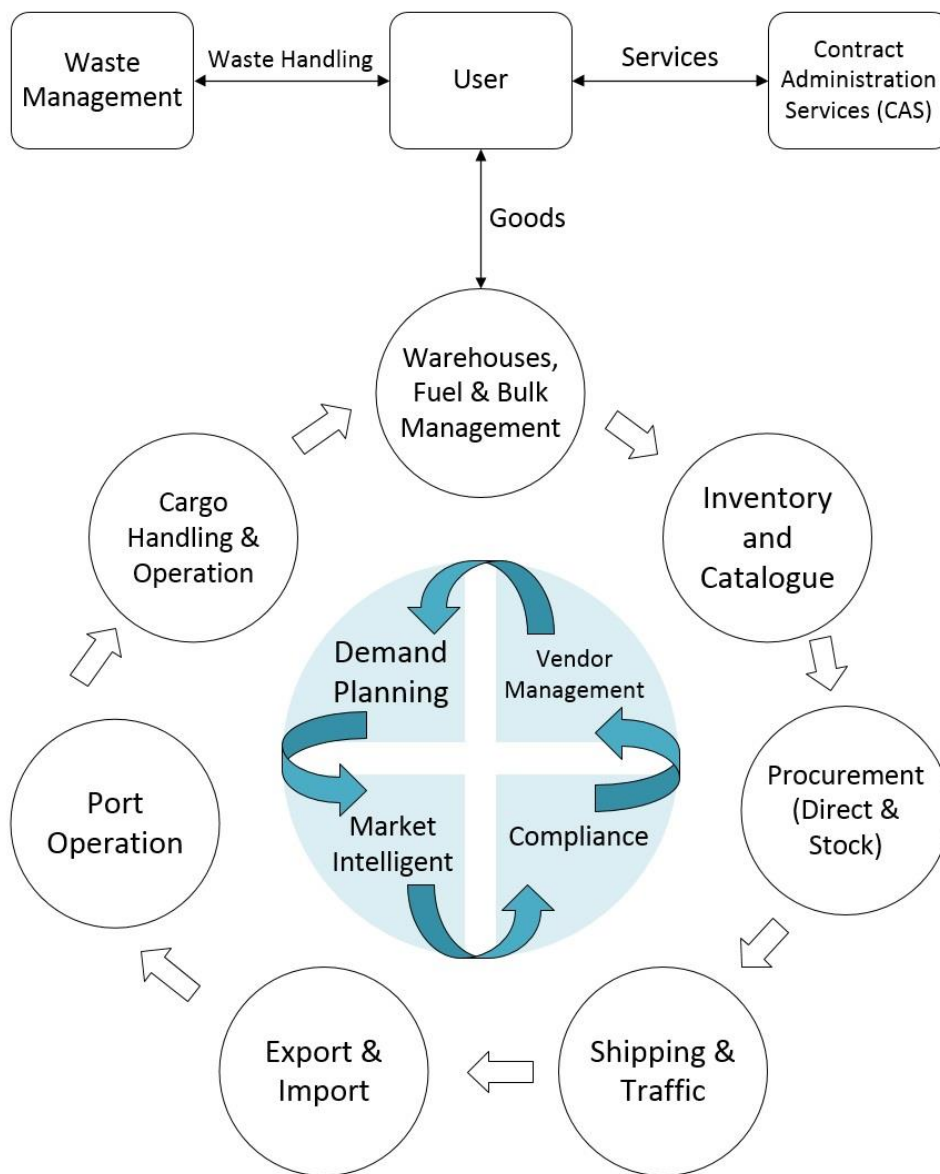 Waste
Management
Waste Handling
User
Services
Contract
Administration
Services (CAS)
Goods
Warehouses,
Fuel & Bulk
Management
Cargo
Handling &
Operation
Inventory
and
Catalogue
Demand
Planning
Vendor
Management
Port
Operation
Market
Intelligent
Compliance
Procurement
(Direct &
Stock)
Export &
Import
Shipping &
Traffic